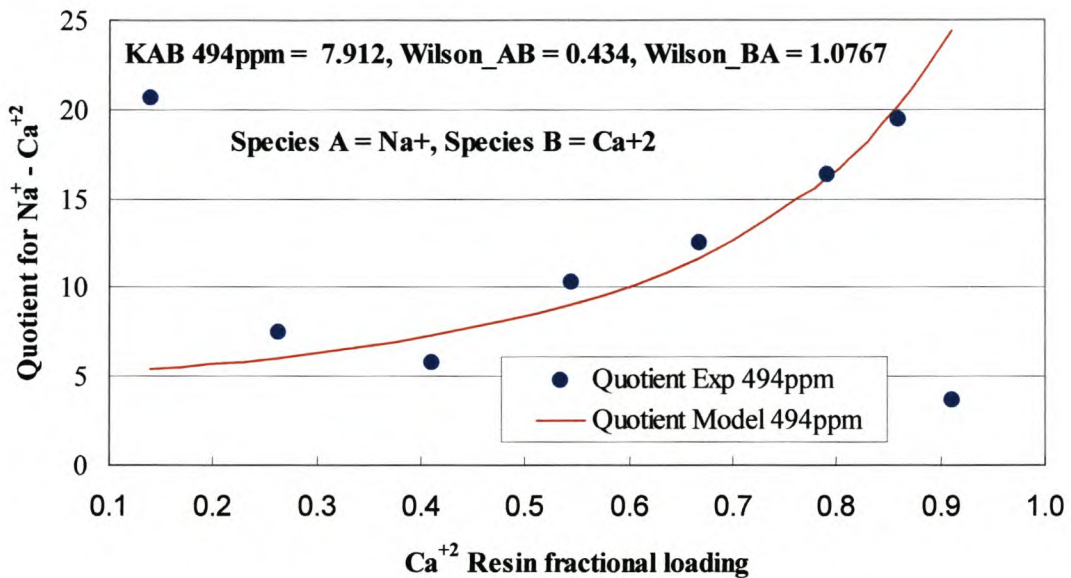 25
KAB 494ppm = 7.912, Wilson_AB = 0.434, Wilson_BA = 1.0767
20
Species A = Na+, Species B = Ca+2
15
10
5
0
Quotient for Na⁺ - Ca⁺²
Quotient Exp 494ppm
Quotient Model 494ppm
0.1 0.2 0.3 0.4 0.5 0.6 0.7 0.8 0.9 1.0
Ca⁺² Resin fractional loading